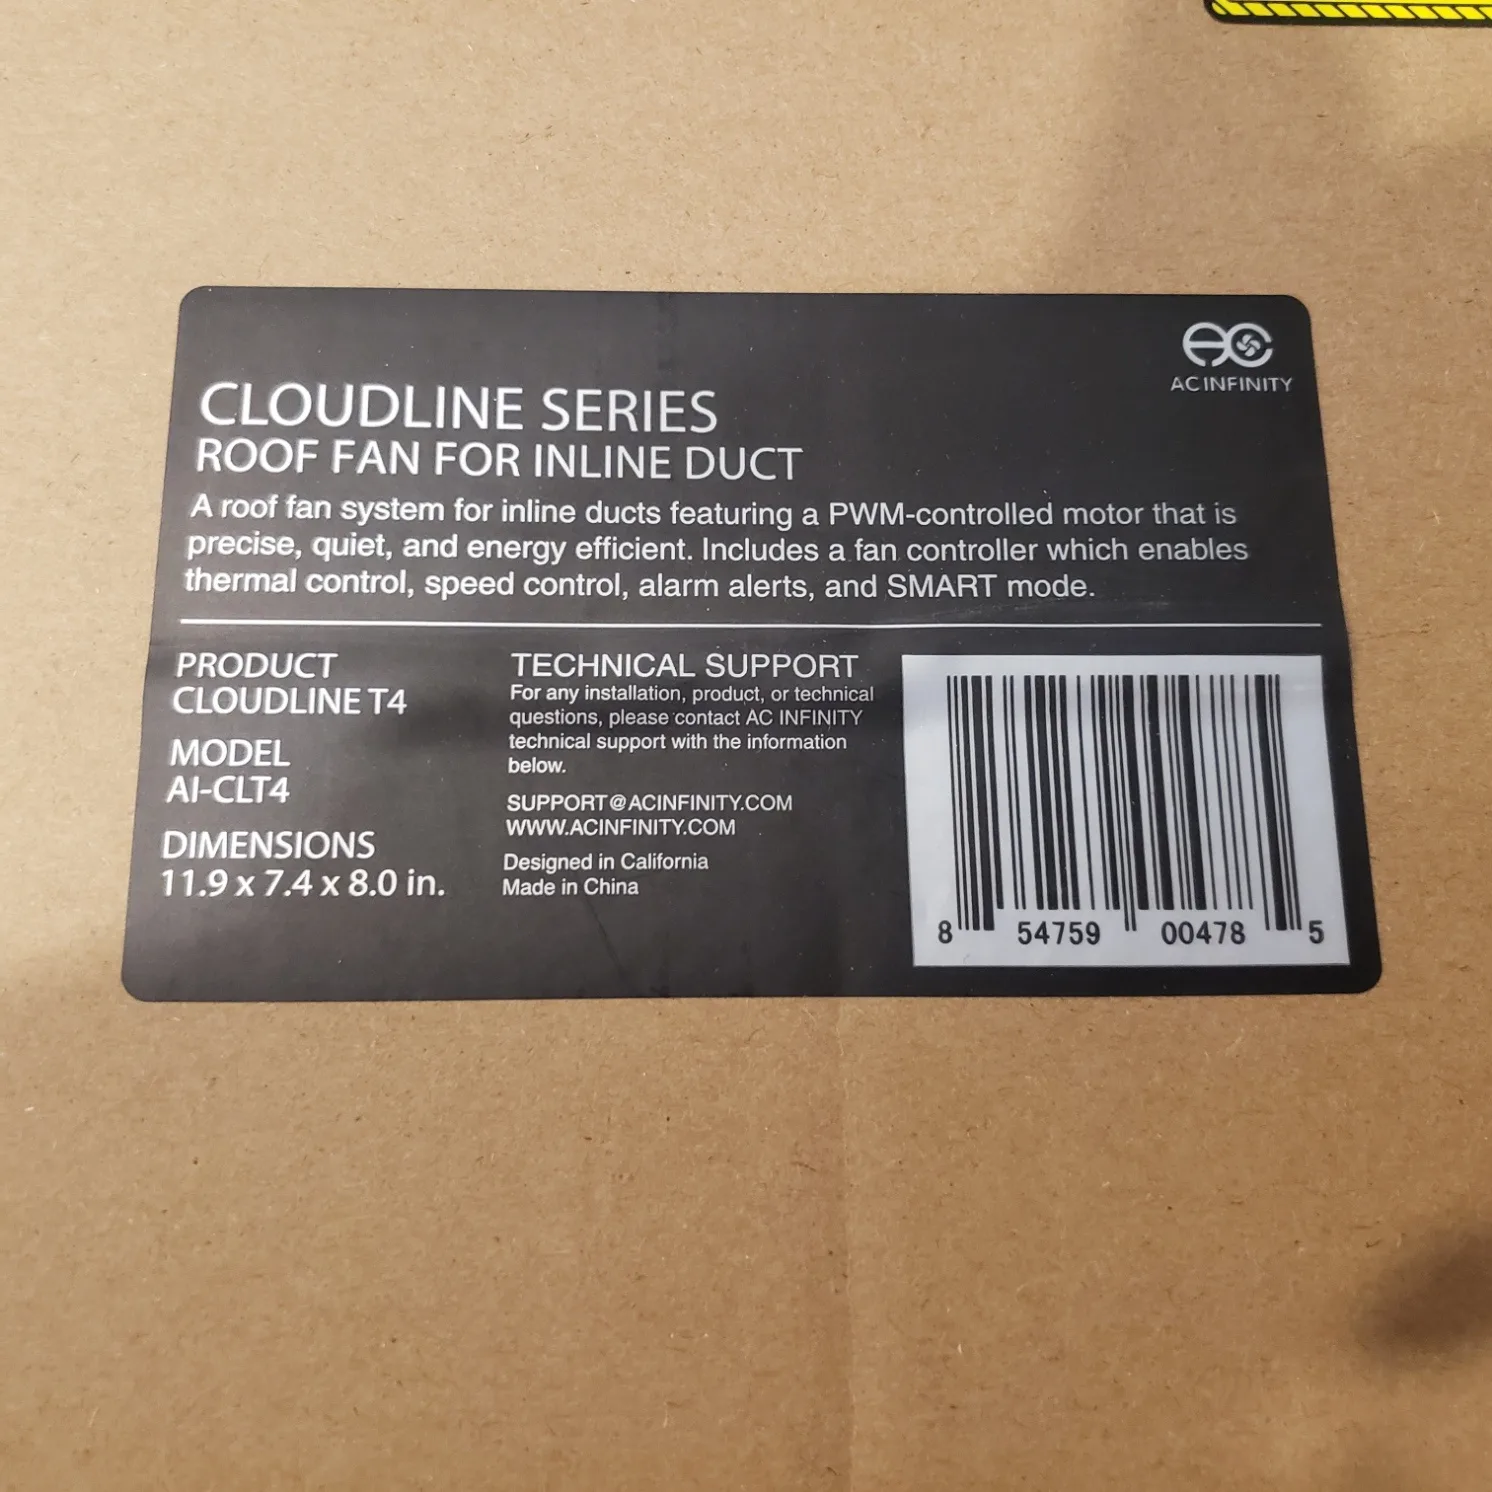 AC INFINITY
CLOUDLINE SERIES
ROOF FAN FOR INLINE DUCT
A roof fan system for inline ducts featuring a PWM-controlled motor that is
precise, quiet, and energy efficient. Includes a fan controller which enables
thermal control, speed control, alarm alerts, and SMART mode.
PRODUCT
CLOUDLINE T4
MODEL
AI-CLT4
DIMENSIONS
11.9 x 7.4 x 8.0 in.
TECHNICAL SUPPORT
For any installation, product, or technical
questions, please contact AC INFINITY
technical support with the information
below.
SUPPORT@ACINFINITY.COM
WWW.ACINFINITY.COM
Designed in California
Made in China
8 54759 00478 5